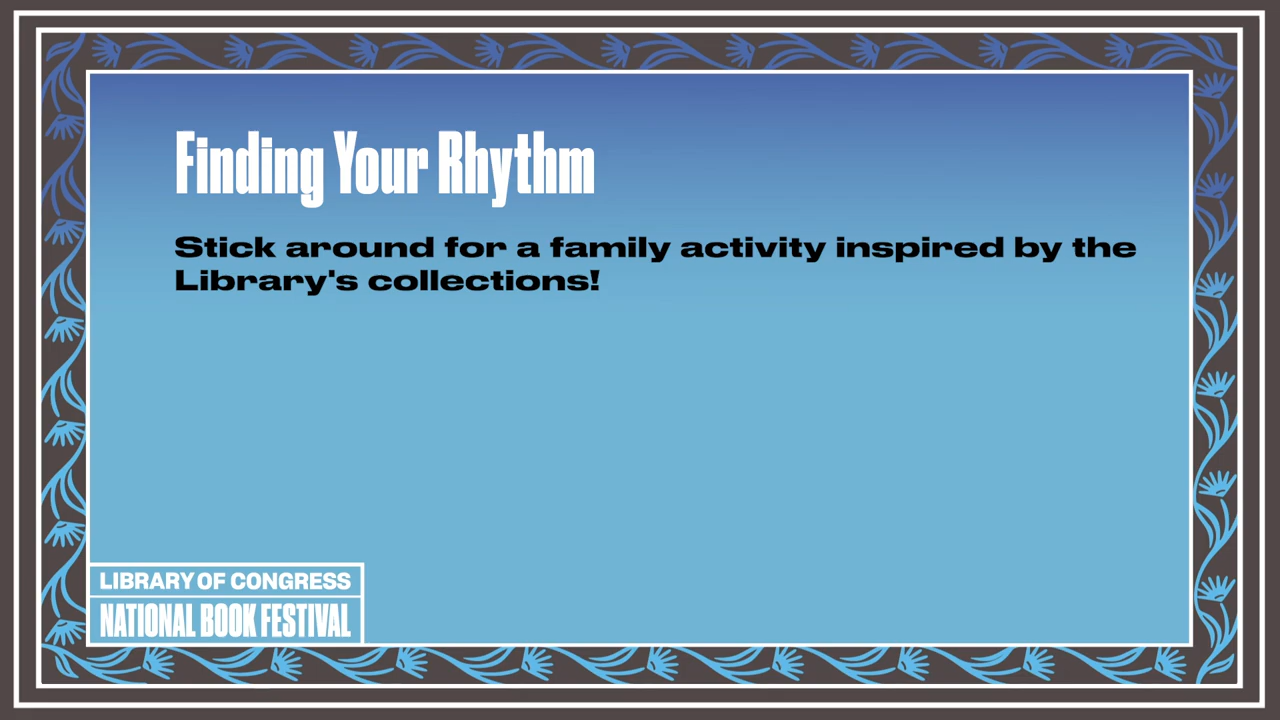 Finding Your Rhythm
Stick around for a family activity inspired by the
Library's collections!
LIBRARY OF CONGRESS
NATIONAL BOOK FESTIVAL